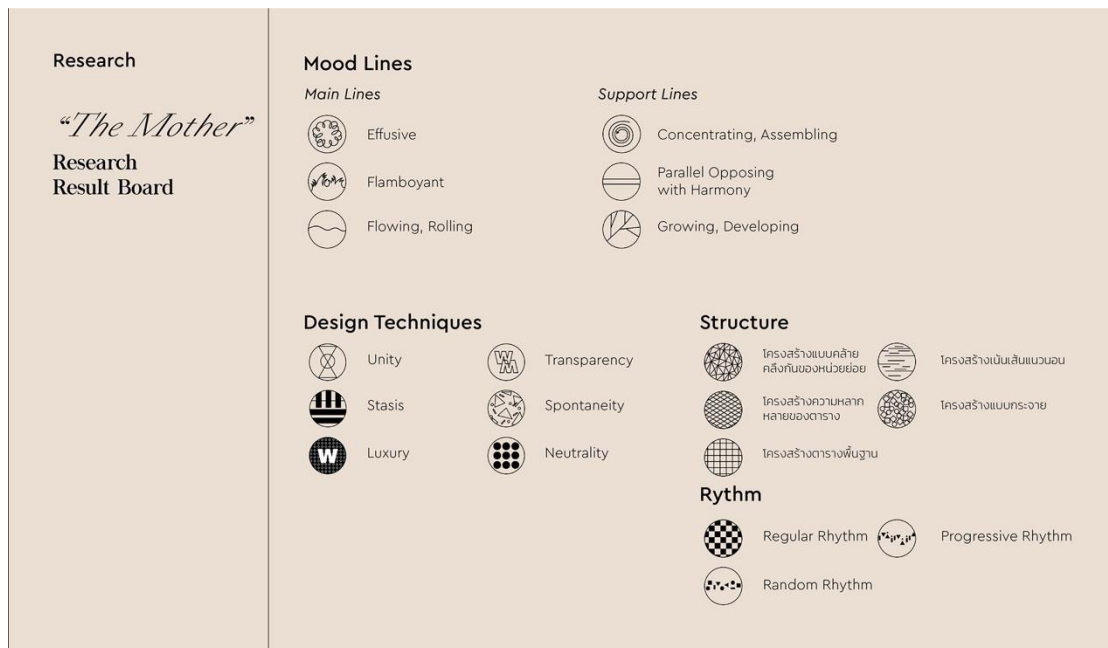 Research
“The Mother”
Research
Result Board
Mood Lines
Main Lines
Effusive
Flamboyant
Flowing, Rolling
Support Lines
Concentrating, Assembling
Parallel Opposing
with Harmony
Growing, Developing
Design Techniques
Unity
Stasis
W
Luxury
WM
Transparency
Spontaneity
Neutrality
Structure
โครงสร้างแบบคล้าย
คลึงกันของหน่วยย่อย
โครงสร้างความหลาก
หลายของตาราง
โครงสร้างตารางพื้นฐาน
โครงสร้างเน้นเส้นแนวนอน
โครงสร้างแบบกระจาย
Rythm
Regular Rhythm
Random Rhythm
Progressive Rhythm